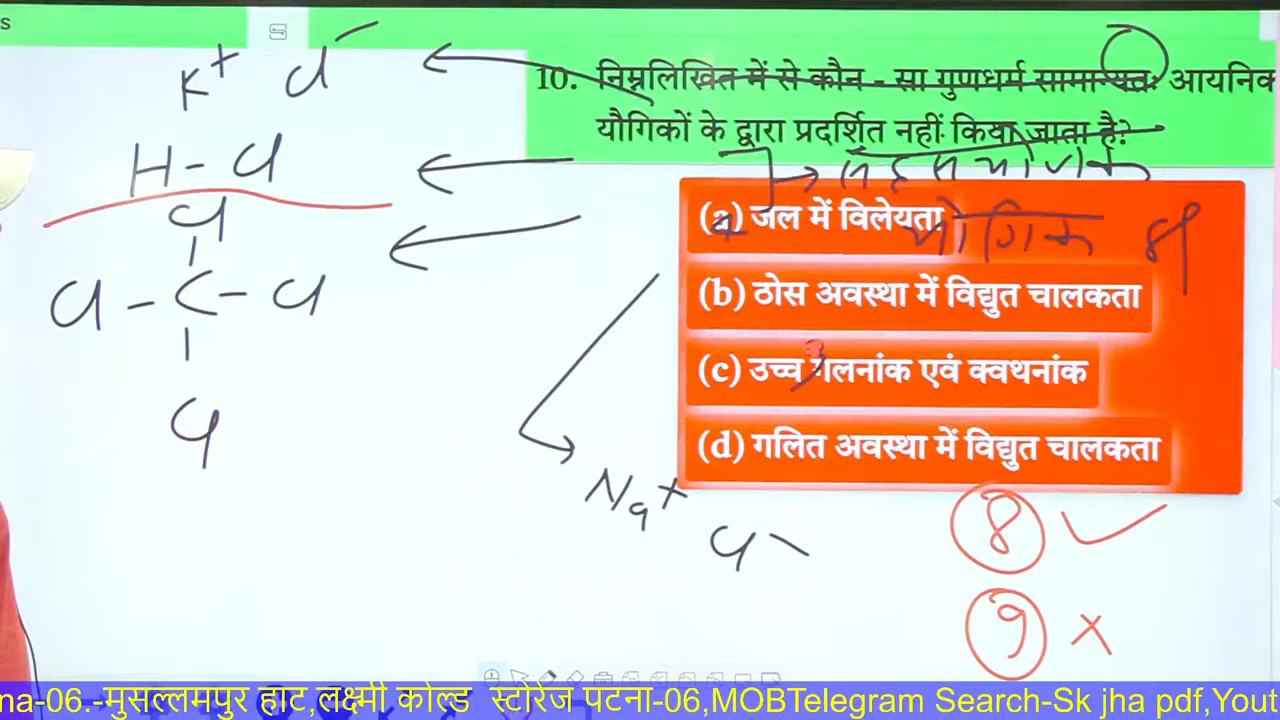 s
10. निम्नलिखित में से कौन - सा गुणधर्म सामान्यतः आयनिक
यौगिकों के द्वारा प्रदर्शित नहीं किया जाता है?
(a) जल में विलेयता
(b) ठोस अवस्था में विद्युत चालकता
(c) उच्च गलनांक एवं क्वथनांक
(d) गलित अवस्था में विद्युत चालकता
K+ Cl-
H-Cl
Cl
Cl-C-Cl
Cl
सहसंयोजक
यौगिक
Na+ Cl-
8 ✓
9 ×
na-06.-मुसल्लमपुर हाट,लक्ष्मी कोल्ड स्टोरेज पटना-06,MOBTelegram Search-Sk jha pdf,Yout